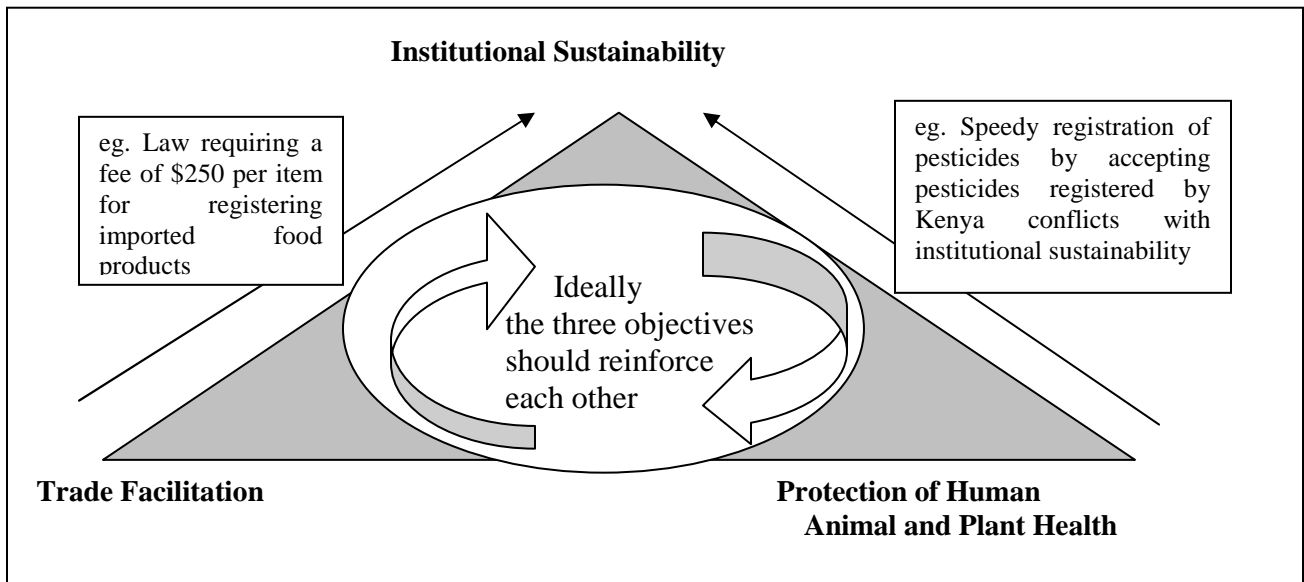 Institutional Sustainability
eg. Law requiring a
fee of $250 per item
for registering
imported food
products
eg. Speedy registration of
pesticides by accepting
pesticides registered by
Kenya conflicts with
institutional sustainability
Ideally
the three objectives
should reinforce
each other
Trade Facilitation
Protection of Human
Animal and Plant Health